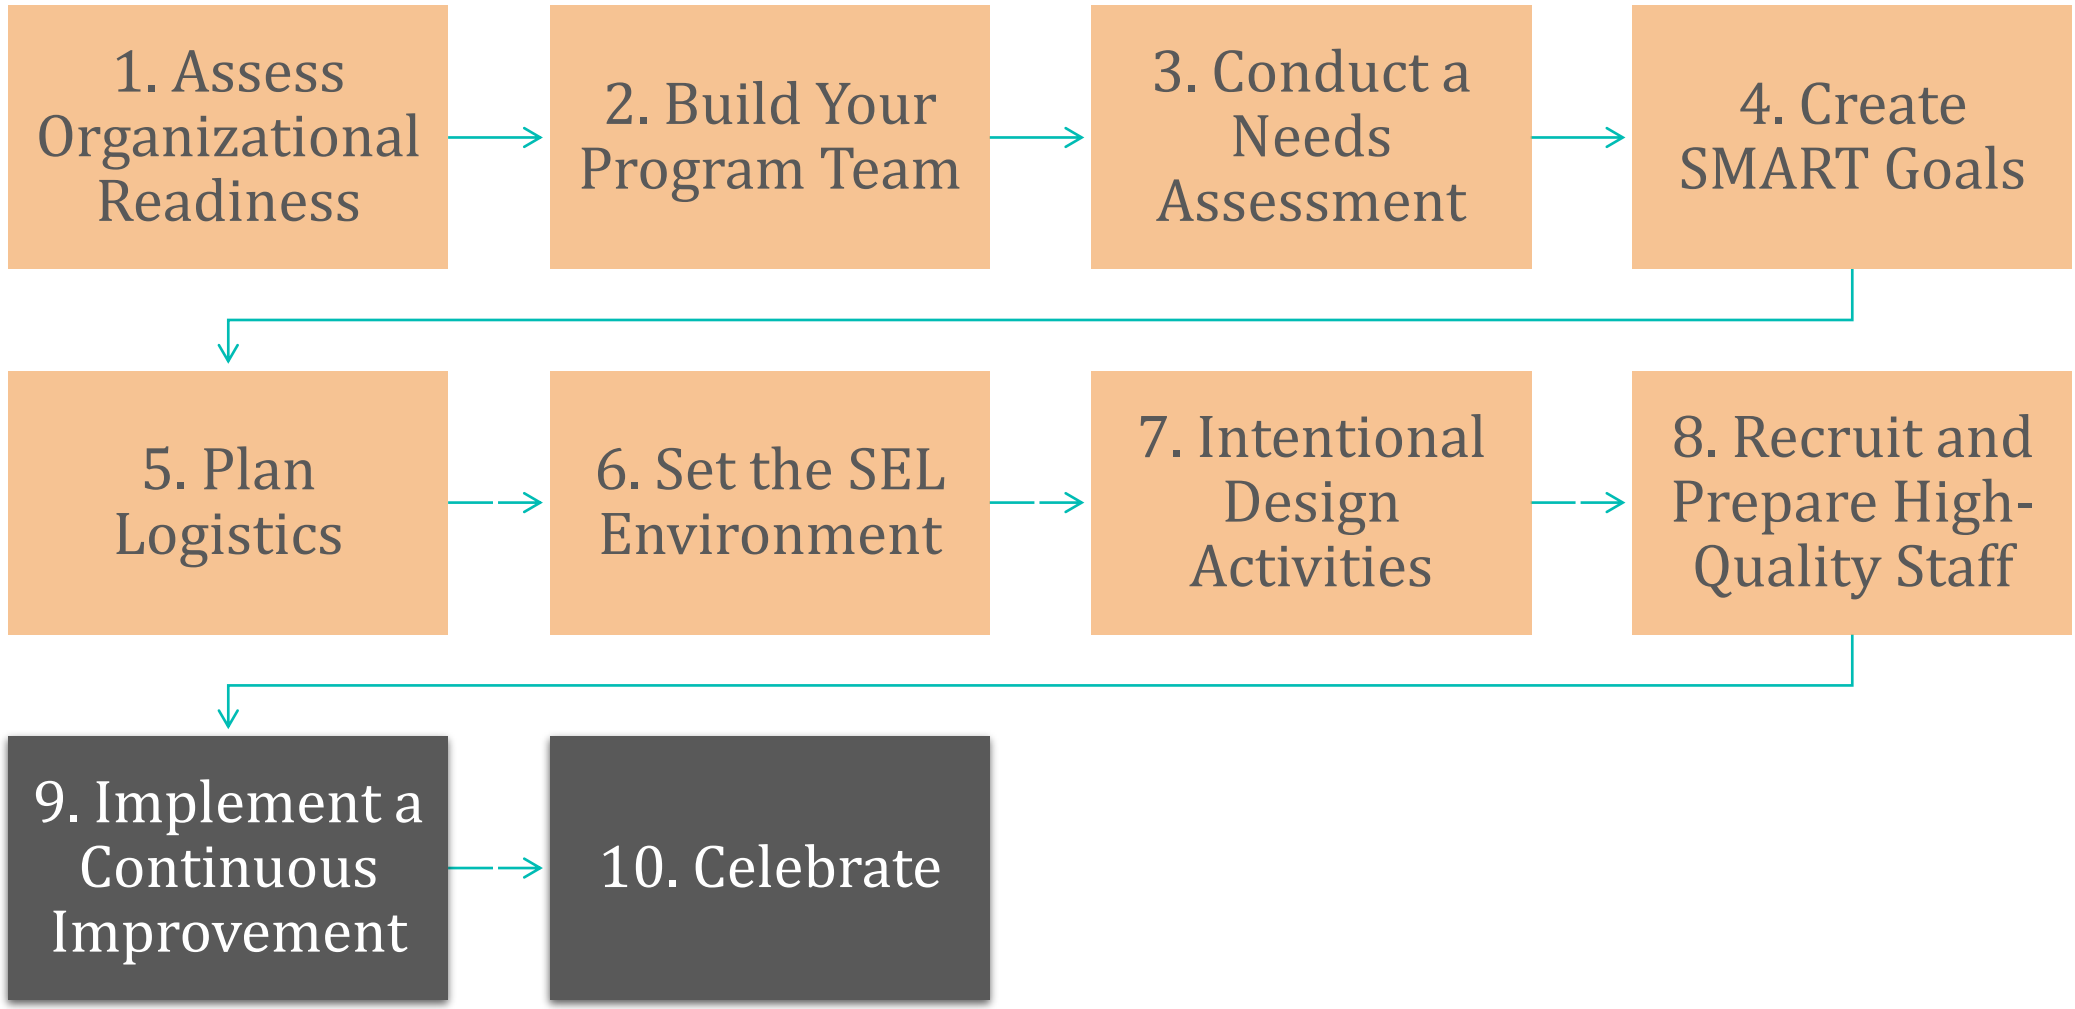 1. Assess
Organizational
Readiness
2. Build Your
Program Team
3. Conduct a
Needs
Assessment
4. Create
SMART Goals
5. Plan
Logistics
6. Set the SEL
Environment
7. Intentional
Design
Activities
8. Recruit and
Prepare High-
Quality Staff
9. Implement a
Continuous
Improvement
10. Celebrate